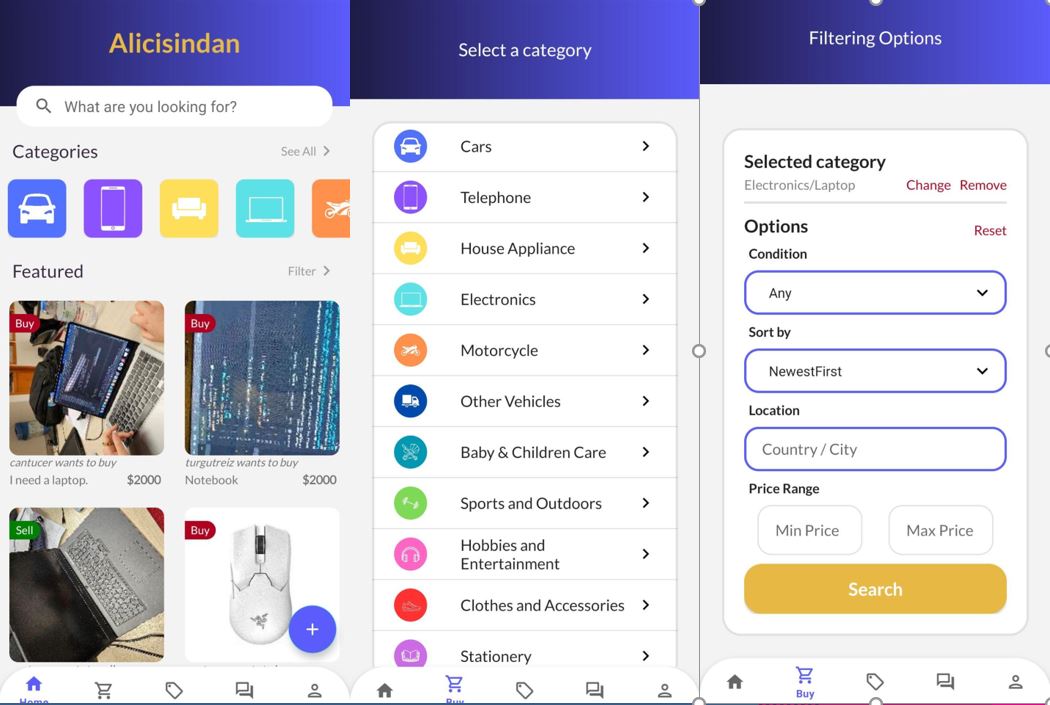 Alicisindan
What are you looking for?
Categories
See All
Featured
Filter
Buy
Buy
cantucer wants to buy
turgutreiz wants to buy
I need a laptop.
$2000
Notebook
$2000
Sell
Buy
+
Home
Select a category
Cars
Telephone
House Appliance
Electronics
Motorcycle
Other Vehicles
Baby & Children Care
Sports and Outdoors
Hobbies and
Entertainment
Clothes and Accessories
Stationery
Buy
Filtering Options
Selected category
Electronics/Laptop
Change
Remove
Options
Reset
Condition
Any
Sort by
NewestFirst
Location
Country / City
Price Range
Min Price
Max Price
Search
Buy